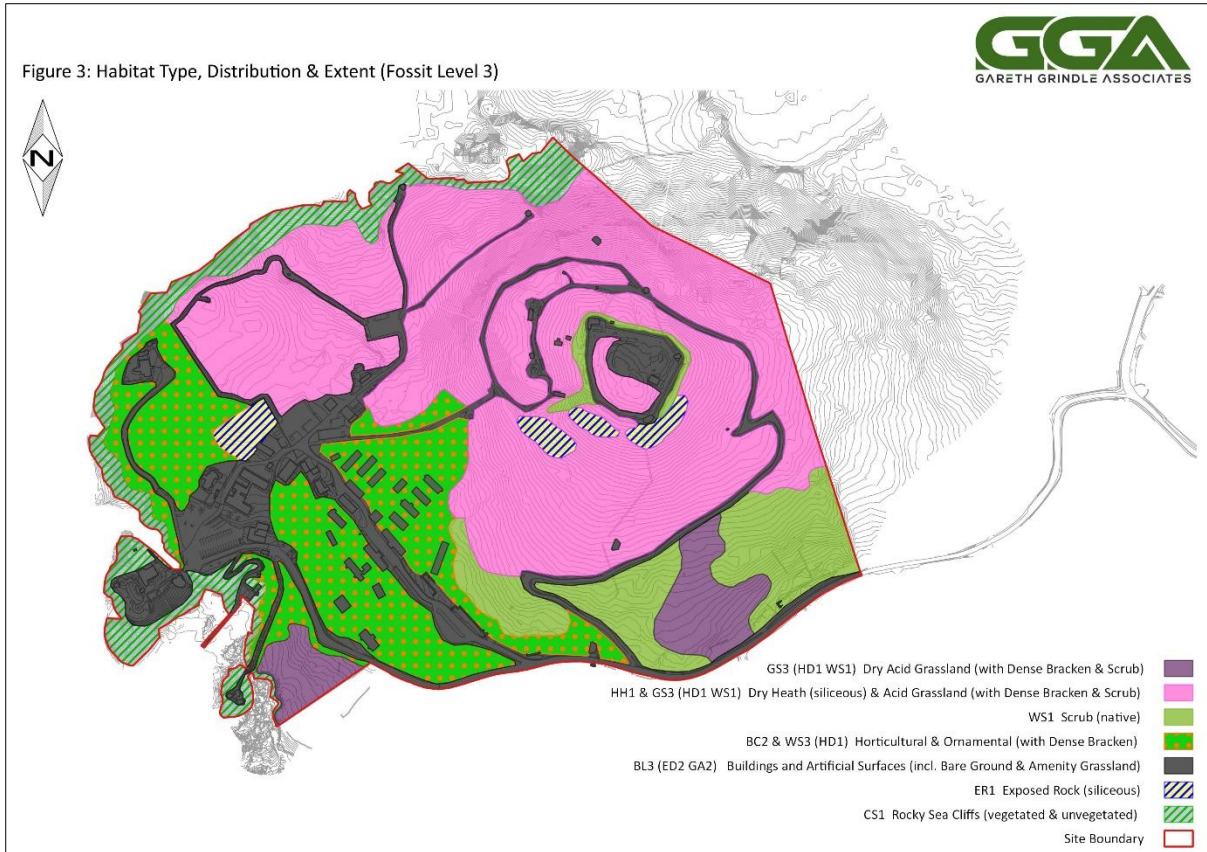 GGA
GARETH GRINDLE ASSOCIATES
Figure 3: Habitat Type, Distribution & Extent (Fossit Level 3)
N
GS3 (HD1 WS1) Dry Acid Grassland (with Dense Bracken & Scrub)
HH1 & GS3 (HD1 WS1) Dry Heath (siliceous) & Acid Grassland (with Dense Bracken & Scrub)
WS1 Scrub (native)
BC2 & WS3 (HD1) Horticultural & Ornamental (with Dense Bracken)
BL3 (ED2 GA2) Buildings and Artificial Surfaces (incl. Bare Ground & Amenity Grassland)
ER1 Exposed Rock (siliceous)
CS1 Rocky Sea Cliffs (vegetated & unvegetated)
Site Boundary